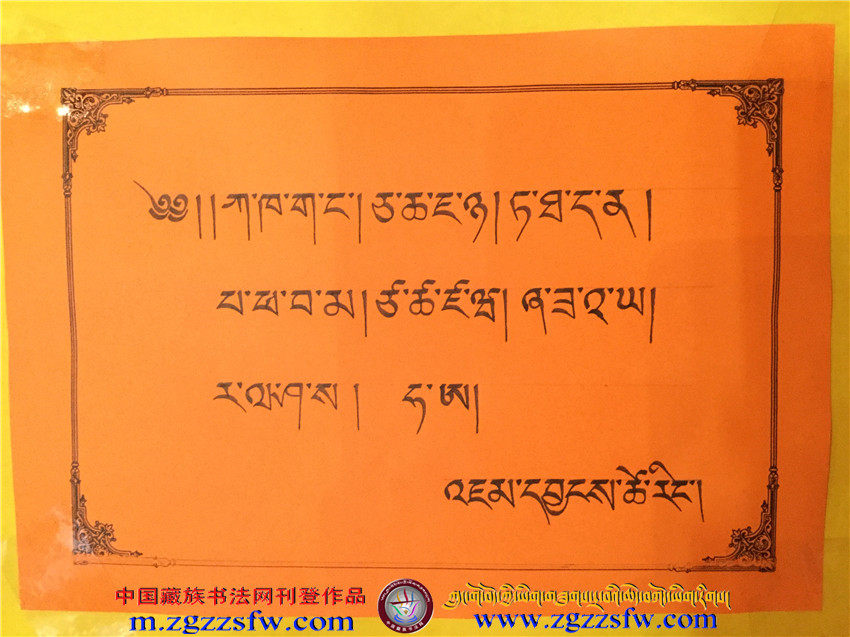 ༄༅།།ཀ་ཁ་ག་ང་། ཅ་ཆ་ཇ་ཉ། ཏ་ཐ་ད་ན །
པ་ཕ་བ་མ། ཙ་ཚ་ཛ་ཝ། ཞ་ཟ་འ་ཡ།
ར་ལ་ཤ་ས །   ཧ་ཨ།
འཇམ་དབྱངས་ཚེ་རིང་།
中国藏族书法网刊登作品
m.zgzzsfw.com
www.zgzzsfw.com